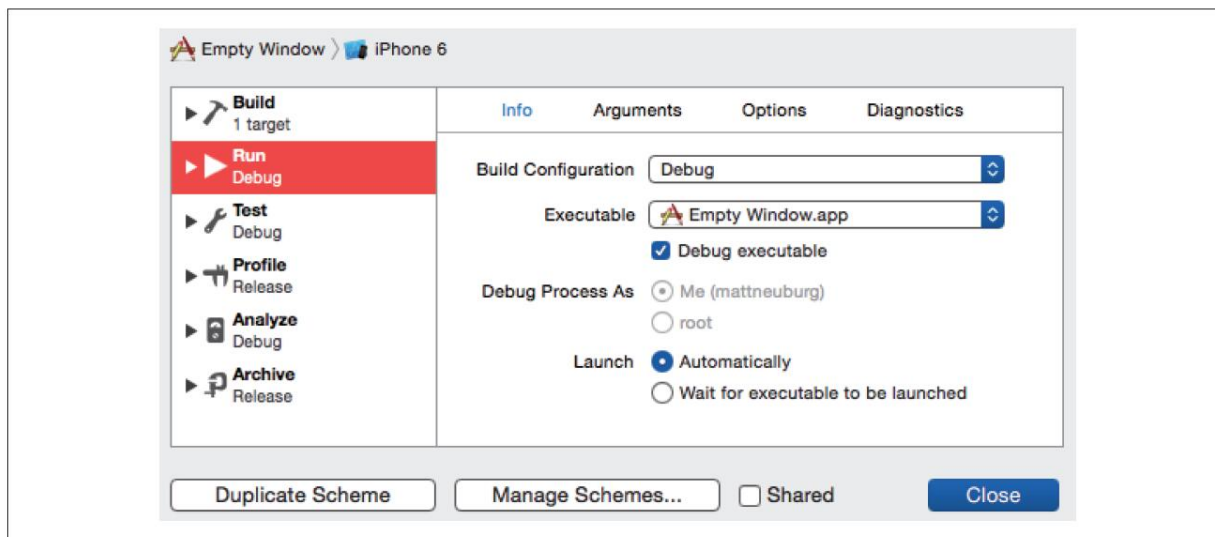 Empty Window 〉 iPhone 6
Build
1 target
Run
Debug
Test
Debug
Profile
Release
Analyze
Debug
Archive
Release
Info Arguments Options Diagnostics
Build Configuration Debug
Executable Empty Window.app
Debug executable
Debug Process As Me (mattneuburg)
root
Launch Automatically
Wait for executable to be launched
Duplicate Scheme Manage Schemes... Shared Close